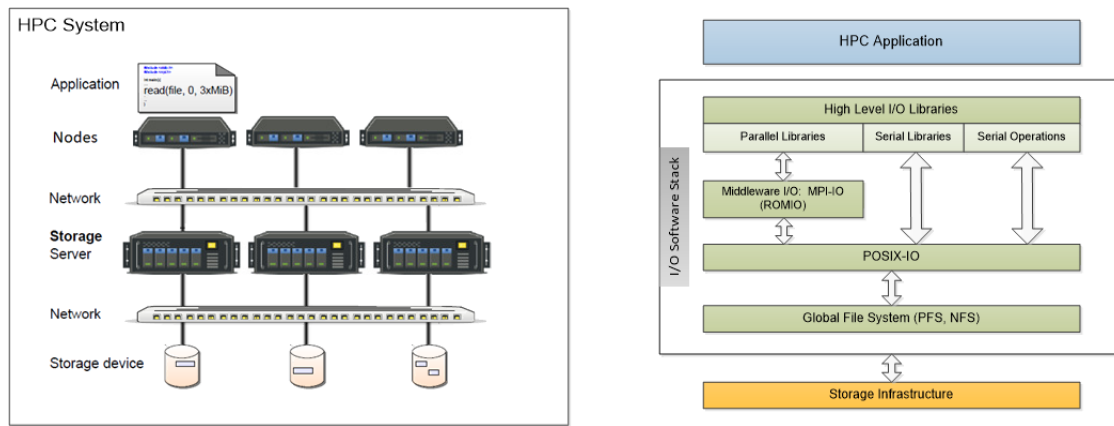 HPC System
Application
read(file, 0, 3xMiB)
Nodes
Network
Storage
Server
Network
Storage device
HPC Application
I/O Software Stack
High Level I/O Libraries
Parallel Libraries
Serial Libraries
Serial Operations
Middleware I/O: MPI-IO
(ROMIO)
POSIX-IO
Global File System (PFS, NFS)
Storage Infrastructure